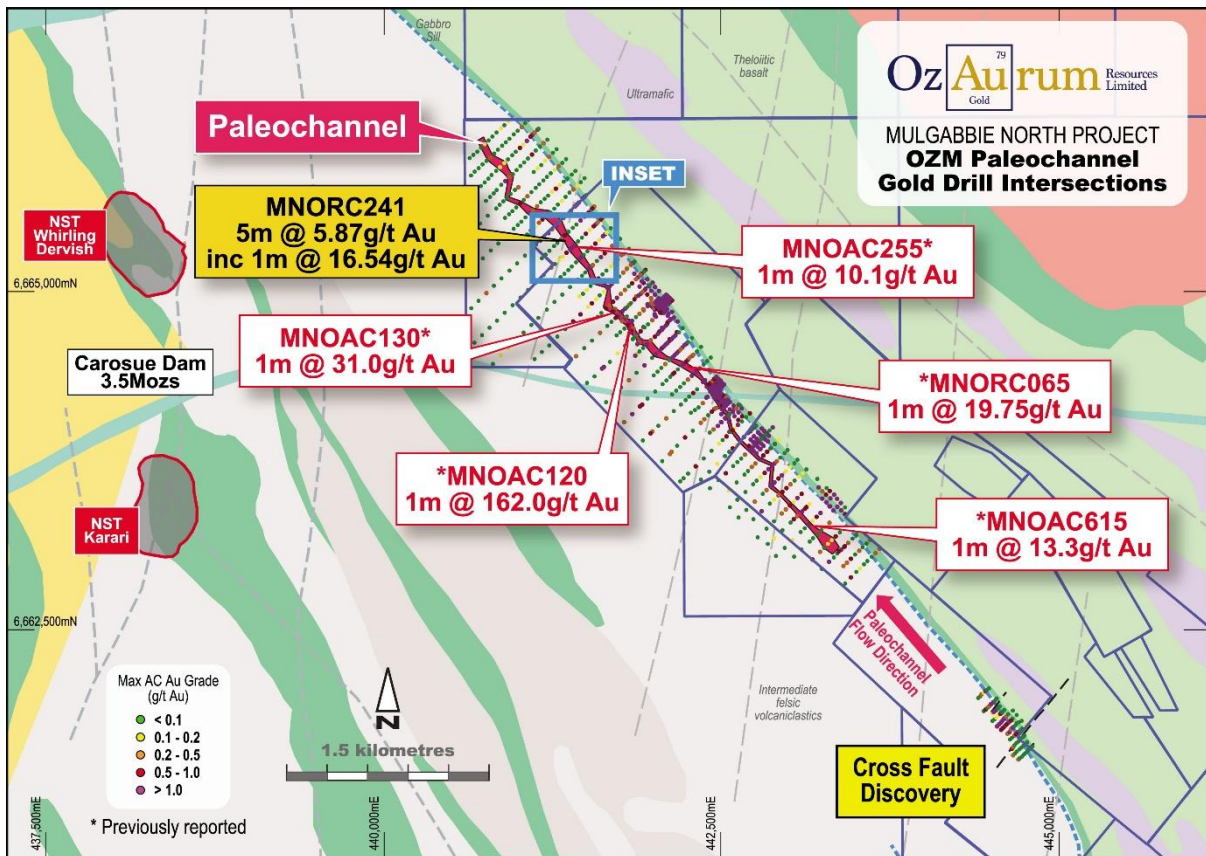 Gabbro
Sill
Theloiitic
basalt
Ultramafic
Oz Aurum Resources
Limited
79
Gold
MULGABBIE NORTH PROJECT
OZM Paleochannel
Gold Drill Intersections
Paleochannel
INSET
MNORC241
5m @ 5.87g/t Au
inc 1m @ 16.54g/t Au
NST
Whirling
Dervish
MNOAC255*
1m @ 10.1g/t Au
6,665,000mN
MNOAC130*
1m @ 31.0g/t Au
Carosue Dam
3.5Mozs
*MNORC065
1m @ 19.75g/t Au
*MNOAC120
1m @ 162.0g/t Au
NST
Karari
*MNOAC615
1m @ 13.3g/t Au
6,662,500mN
Paleochannel
Flow Direction
Intermediate
felsic
volcaniclastics
Max AC Au Grade
(g/t Au)
< 0.1
0.1 - 0.2
0.2 - 0.5
0.5 - 1.0
> 1.0
* Previously reported
N
1.5 kilometres
Cross Fault
Discovery
437,500mE
440,000mE
442,500mE
445,000mE